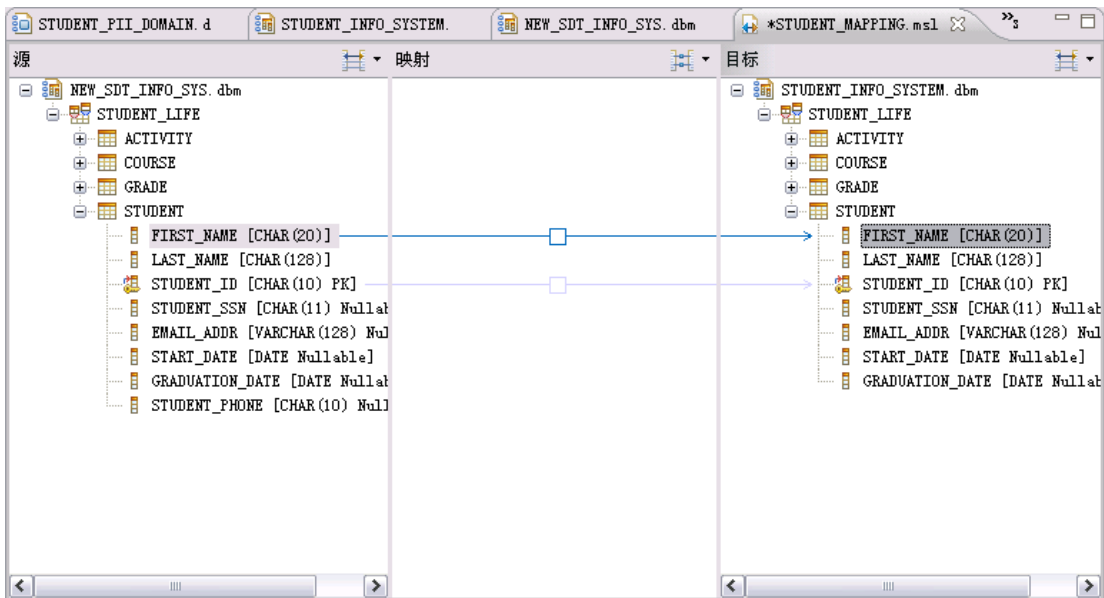 STUDENT_PII_DOMAIN. d
STUDENT_INFO_SYSTEM.
NEW_SDT_INFO_SYS. dbm
*STUDENT_MAPPING. msl
»s
源
映射
目标
NEW_SDT_INFO_SYS. dbm
STUDENT_LIFE
ACTIVITY
COURSE
GRADE
STUDENT
FIRST_NAME [CHAR(20)]
LAST_NAME [CHAR(128)]
STUDENT_ID [CHAR(10) PK]
STUDENT_SSN [CHAR(11) Nullab
EMAIL_ADDR [VARCHAR(128) Nul
START_DATE [DATE Nullable]
GRADUATION_DATE [DATE Nullab
STUDENT_PHONE [CHAR(10) Null
STUDENT_INFO_SYSTEM. dbm
STUDENT_LIFE
ACTIVITY
COURSE
GRADE
STUDENT
FIRST_NAME [CHAR(20)]
LAST_NAME [CHAR(128)]
STUDENT_ID [CHAR(10) PK]
STUDENT_SSN [CHAR(11) Nullab
EMAIL_ADDR [VARCHAR(128) Nul
START_DATE [DATE Nullable]
GRADUATION_DATE [DATE Nullab